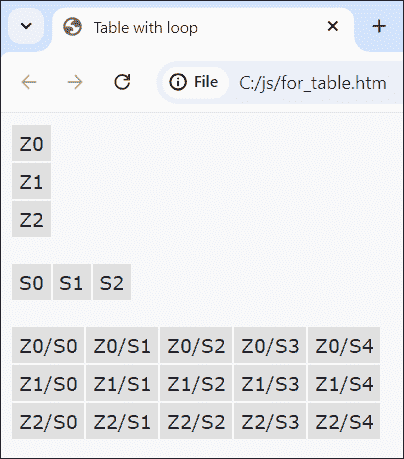 Table with loop
File C:/js/for_table.htm
Z0
Z1
Z2
S0 S1 S2
Z0/S0 Z0/S1 Z0/S2 Z0/S3 Z0/S4
Z1/S0 Z1/S1 Z1/S2 Z1/S3 Z1/S4
Z2/S0 Z2/S1 Z2/S2 Z2/S3 Z2/S4